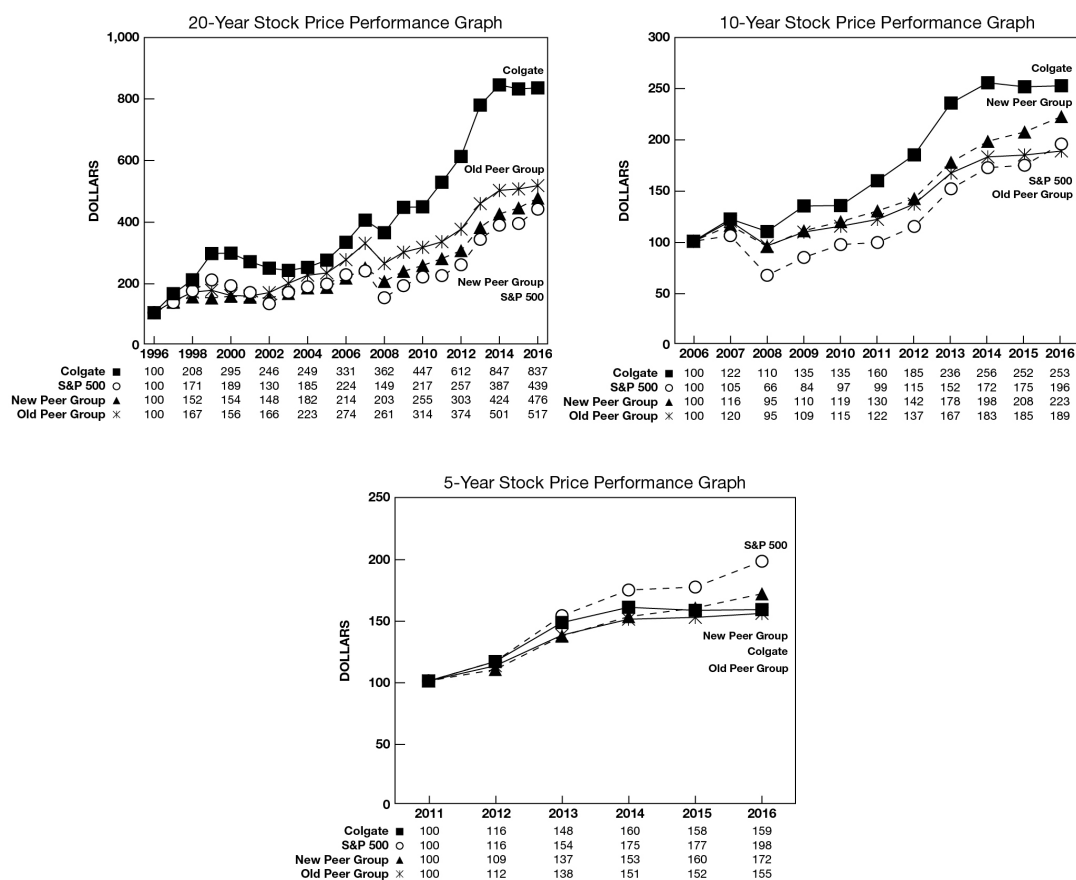 20-Year Stock Price Performance Graph
1,000
800
600
400
200
0
DOLLARS
Colgate
Old Peer Group
New Peer Group
S&P 500
1996 1998 2000 2002 2004 2006 2008 2010 2012 2014 2016
Colgate 100 208 295 246 249 331 362 447 612 847 837
S&P 500 100 171 189 130 185 224 149 217 257 387 439
New Peer Group 100 152 154 148 182 214 203 255 303 424 476
Old Peer Group 100 167 156 166 223 274 261 314 374 501 517
10-Year Stock Price Performance Graph
300
250
200
150
100
50
0
DOLLARS
Colgate
New Peer Group
S&P 500
Old Peer Group
2006 2007 2008 2009 2010 2011 2012 2013 2014 2015 2016
Colgate 100 122 110 135 135 160 185 236 256 252 253
S&P 500 100 105 66 84 97 99 115 152 172 175 196
New Peer Group 100 116 95 110 119 130 142 178 198 208 223
Old Peer Group 100 120 95 109 115 122 137 167 183 185 189
5-Year Stock Price Performance Graph
250
200
150
100
50
0
DOLLARS
S&P 500
New Peer Group
Colgate
Old Peer Group
2011 2012 2013 2014 2015 2016
Colgate 100 116 148 160 158 159
S&P 500 100 116 154 175 177 198
New Peer Group 100 109 137 153 160 172
Old Peer Group 100 112 138 151 152 155